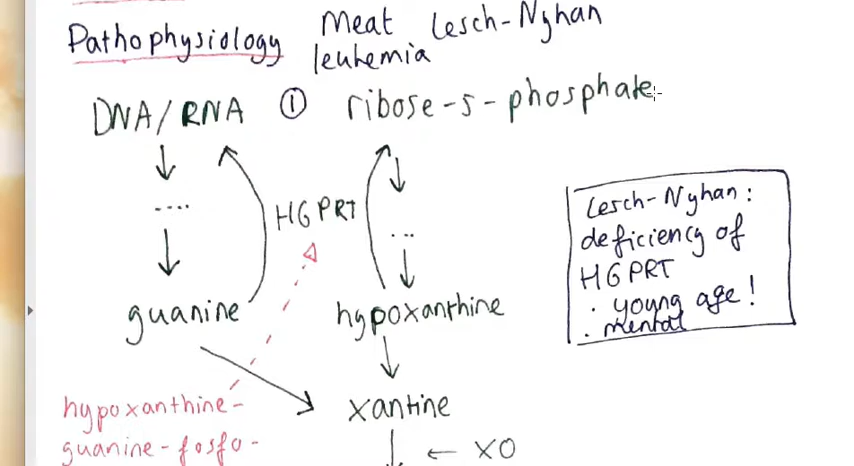 Pathophysiology Meat Lesch-Nyhan
leukemia
DNA/RNA ① ribose-5-phosphate
....
HGPRT
...
guanine hypoxanthine
xantine
← XO
hypoxanthine-
guanine-fosfo-
Lesch-Nyhan:
deficiency of
HGPRT
· young age!
· mental